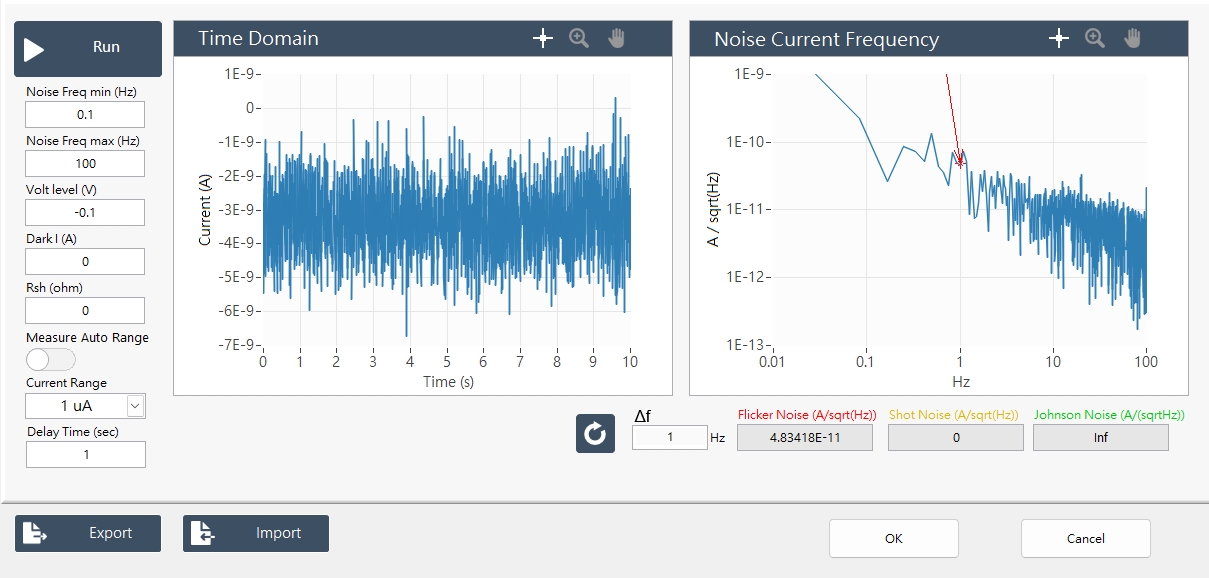 Run
Noise Freq min (Hz)
0.1
Noise Freq max (Hz)
100
Volt level (V)
-0.1
Dark I (A)
0
Rsh (ohm)
0
Measure Auto Range
Current Range
1 uA
Delay Time (sec)
1
Time Domain
Current (A)
1E-9
0
-1E-9
-2E-9
-3E-9
-4E-9
-5E-9
-6E-9
-7E-9
0 1 2 3 4 5 6 7 8 9 10
Time (s)
Noise Current Frequency
A / sqrt(Hz)
1E-9
1E-10
1E-11
1E-12
1E-13
0.01 0.1 1 10 100
Hz
Δf
1 Hz
Flicker Noise (A/sqrt(Hz))
4.83418E-11
Shot Noise (A/sqrt(Hz))
0
Johnson Noise (A/(sqrtHz))
Inf
Export
Import
OK
Cancel